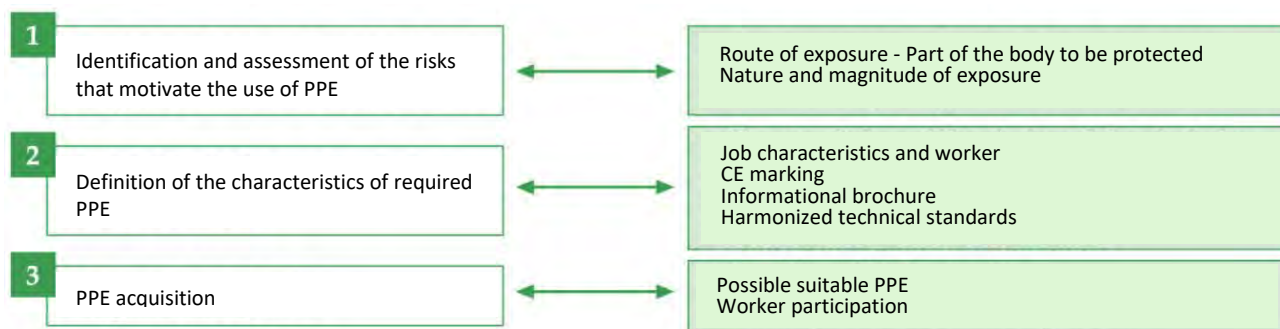 1
Identification and assessment of the risks
that motivate the use of PPE
Route of exposure - Part of the body to be protected
Nature and magnitude of exposure
2
Definition of the characteristics of required
PPE
Job characteristics and worker
CE marking
Informational brochure
Harmonized technical standards
3
PPE acquisition
Possible suitable PPE
Worker participation